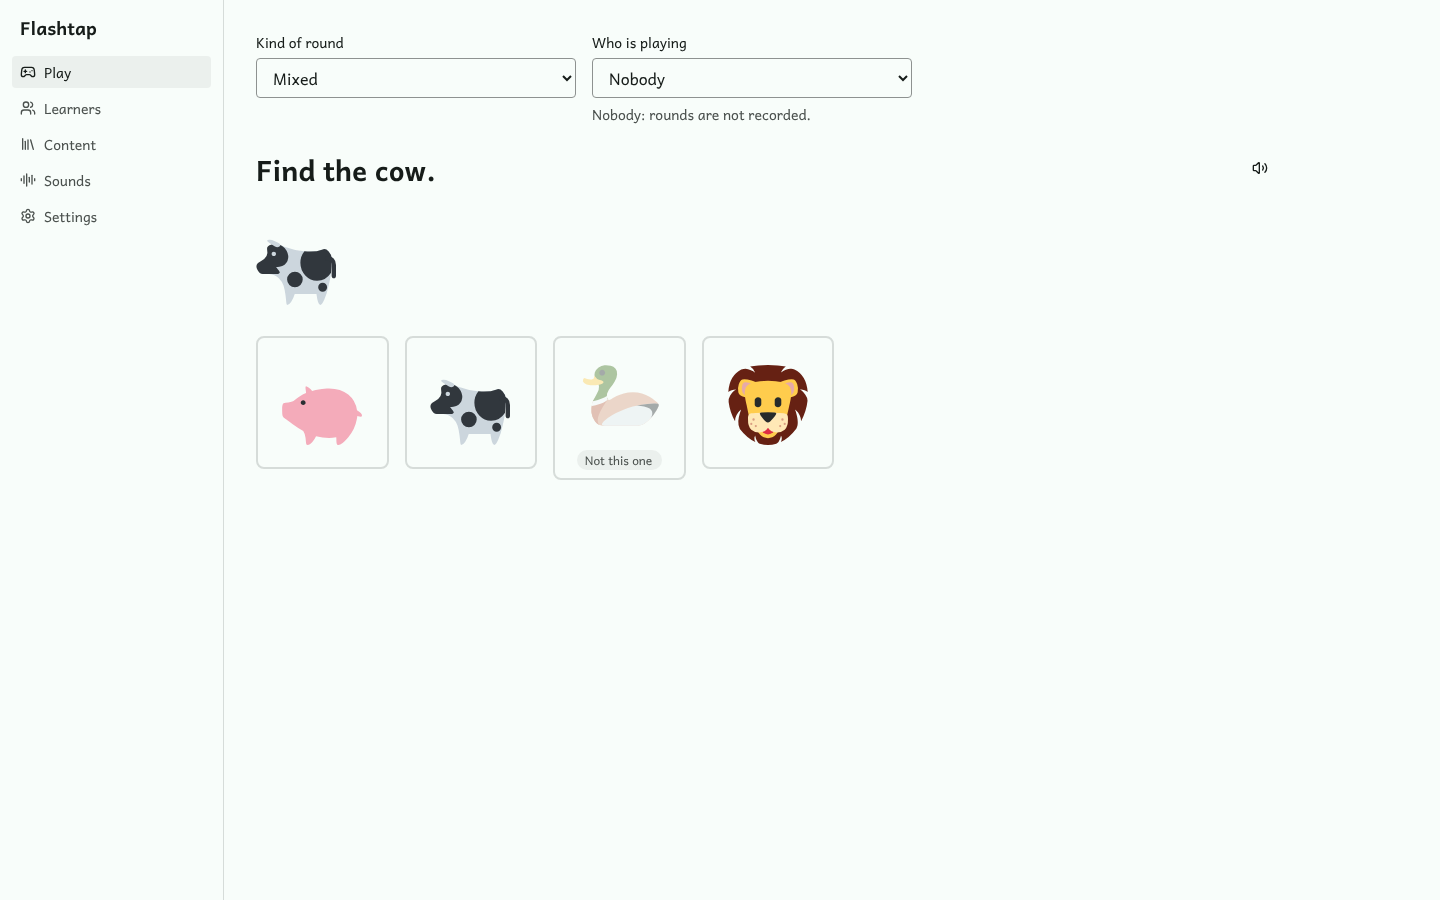 Flashtap
Play
Learners
Content
Sounds
Settings
Kind of round
Mixed
Who is playing
Nobody
Nobody: rounds are not recorded.
Find the cow.
Not this one